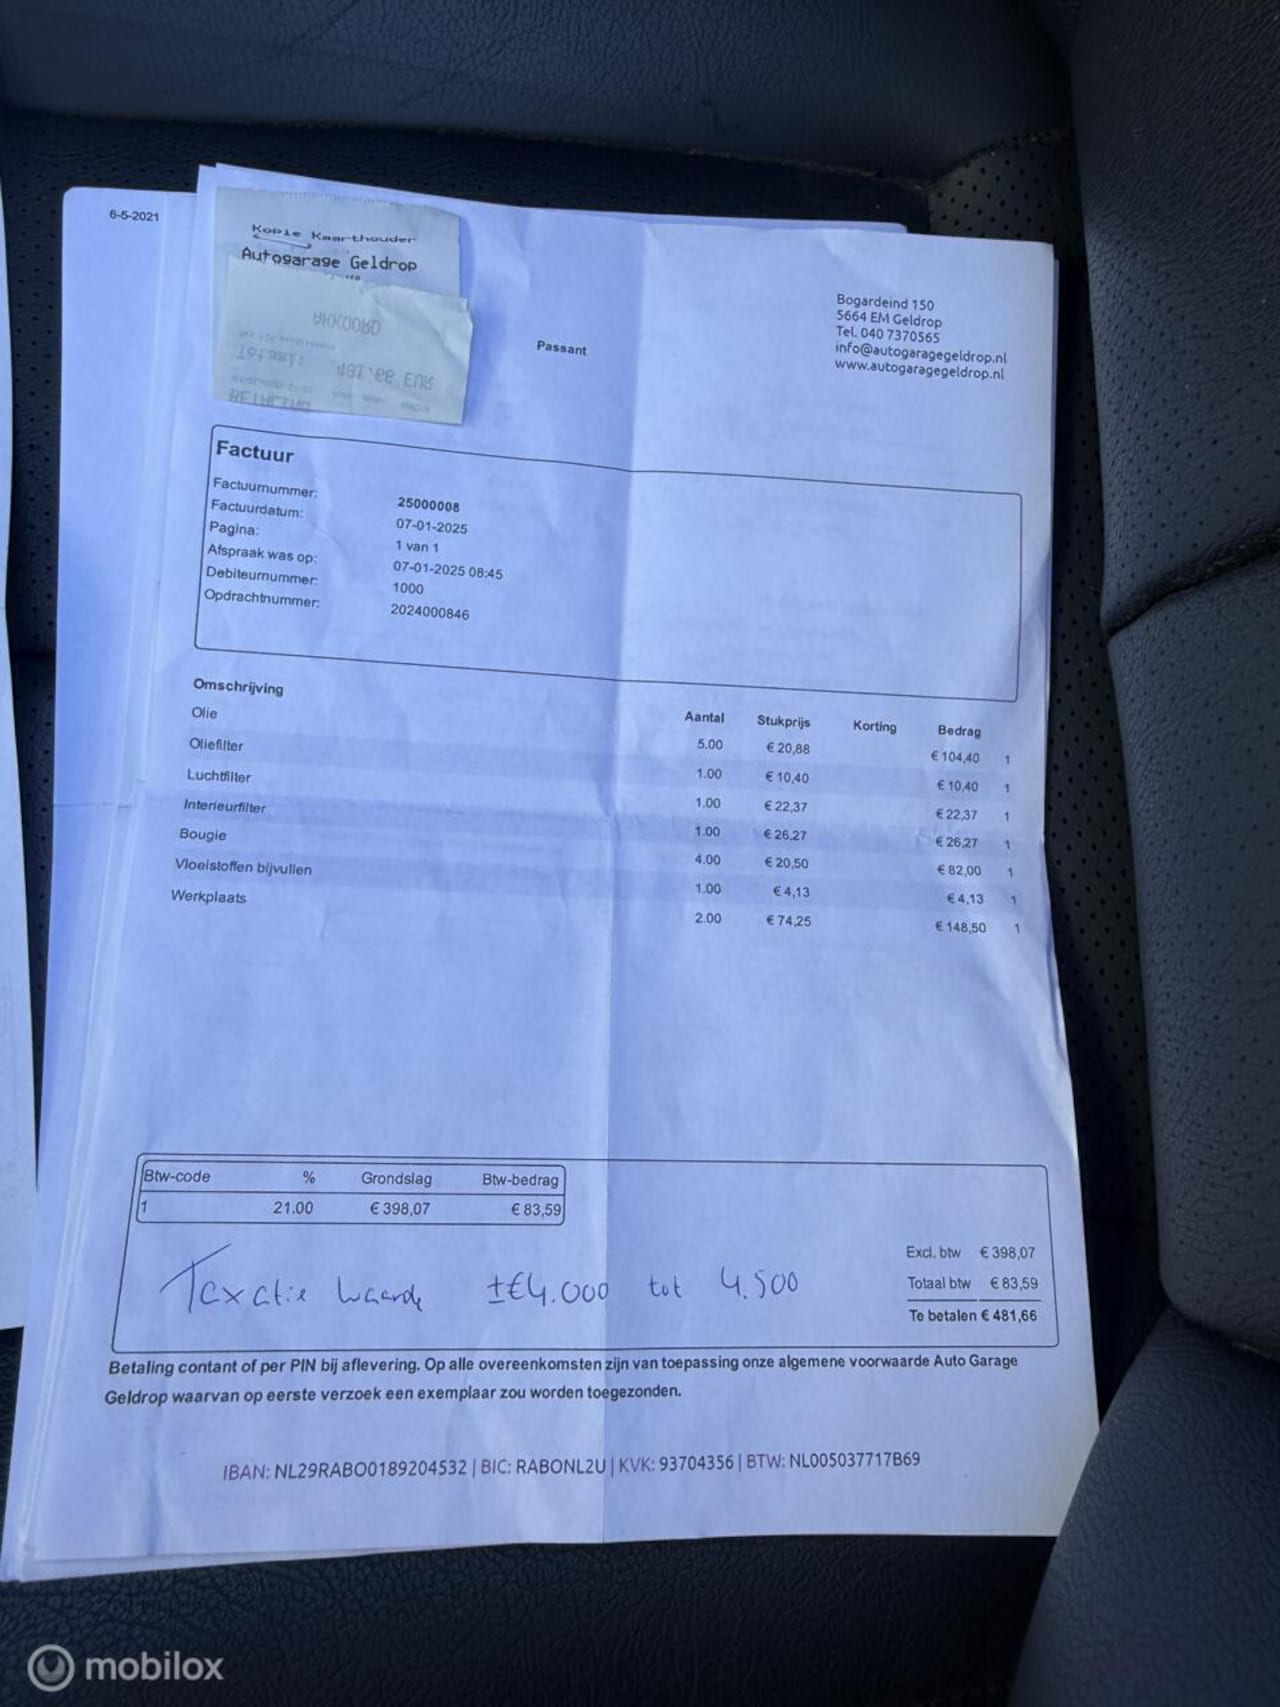 6-5-2021
Kopie Kaarthouder
Autogarage Geldrop
AKKOORD
Totaal: 481,66 EUR
BETALING
Passant
Bogardeind 150
5664 EM Geldrop
Tel. 040 7370565
info@autogaragegeldrop.nl
www.autogaragegeldrop.nl
Factuur
Factuurnummer: 25000008
Factuurdatum: 07-01-2025
Pagina: 1 van 1
Afspraak was op: 07-01-2025 08:45
Debiteurnummer: 1000
Opdrachtnummer: 2024000846
Omschrijving Aantal Stukprijs Korting Bedrag
Olie 5.00 € 20,88 € 104,40 1
Oliefilter 1.00 € 10,40 € 10,40 1
Luchtfilter 1.00 € 22,37 € 22,37 1
Interieurfilter 1.00 € 26,27 € 26,27 1
Bougie 4.00 € 20,50 € 82,00 1
Vloeistoffen bijvullen 1.00 € 4,13 € 4,13 1
Werkplaats 2.00 € 74,25 € 148,50 1
Btw-code % Grondslag Btw-bedrag
1 21.00 € 398,07 € 83,59
Excl. btw € 398,07
Totaal btw € 83,59
Te betalen € 481,66
Taxatie waarde ±€4.000 tot 4.500
Betaling contant of per PIN bij aflevering. Op alle overeenkomsten zijn van toepassing onze algemene voorwaarde Auto Garage
Geldrop waarvan op eerste verzoek een exemplaar zou worden toegezonden.
IBAN: NL29RABO0189204532 | BIC: RABONL2U | KVK: 93704356 | BTW: NL005037717B69
mobilox